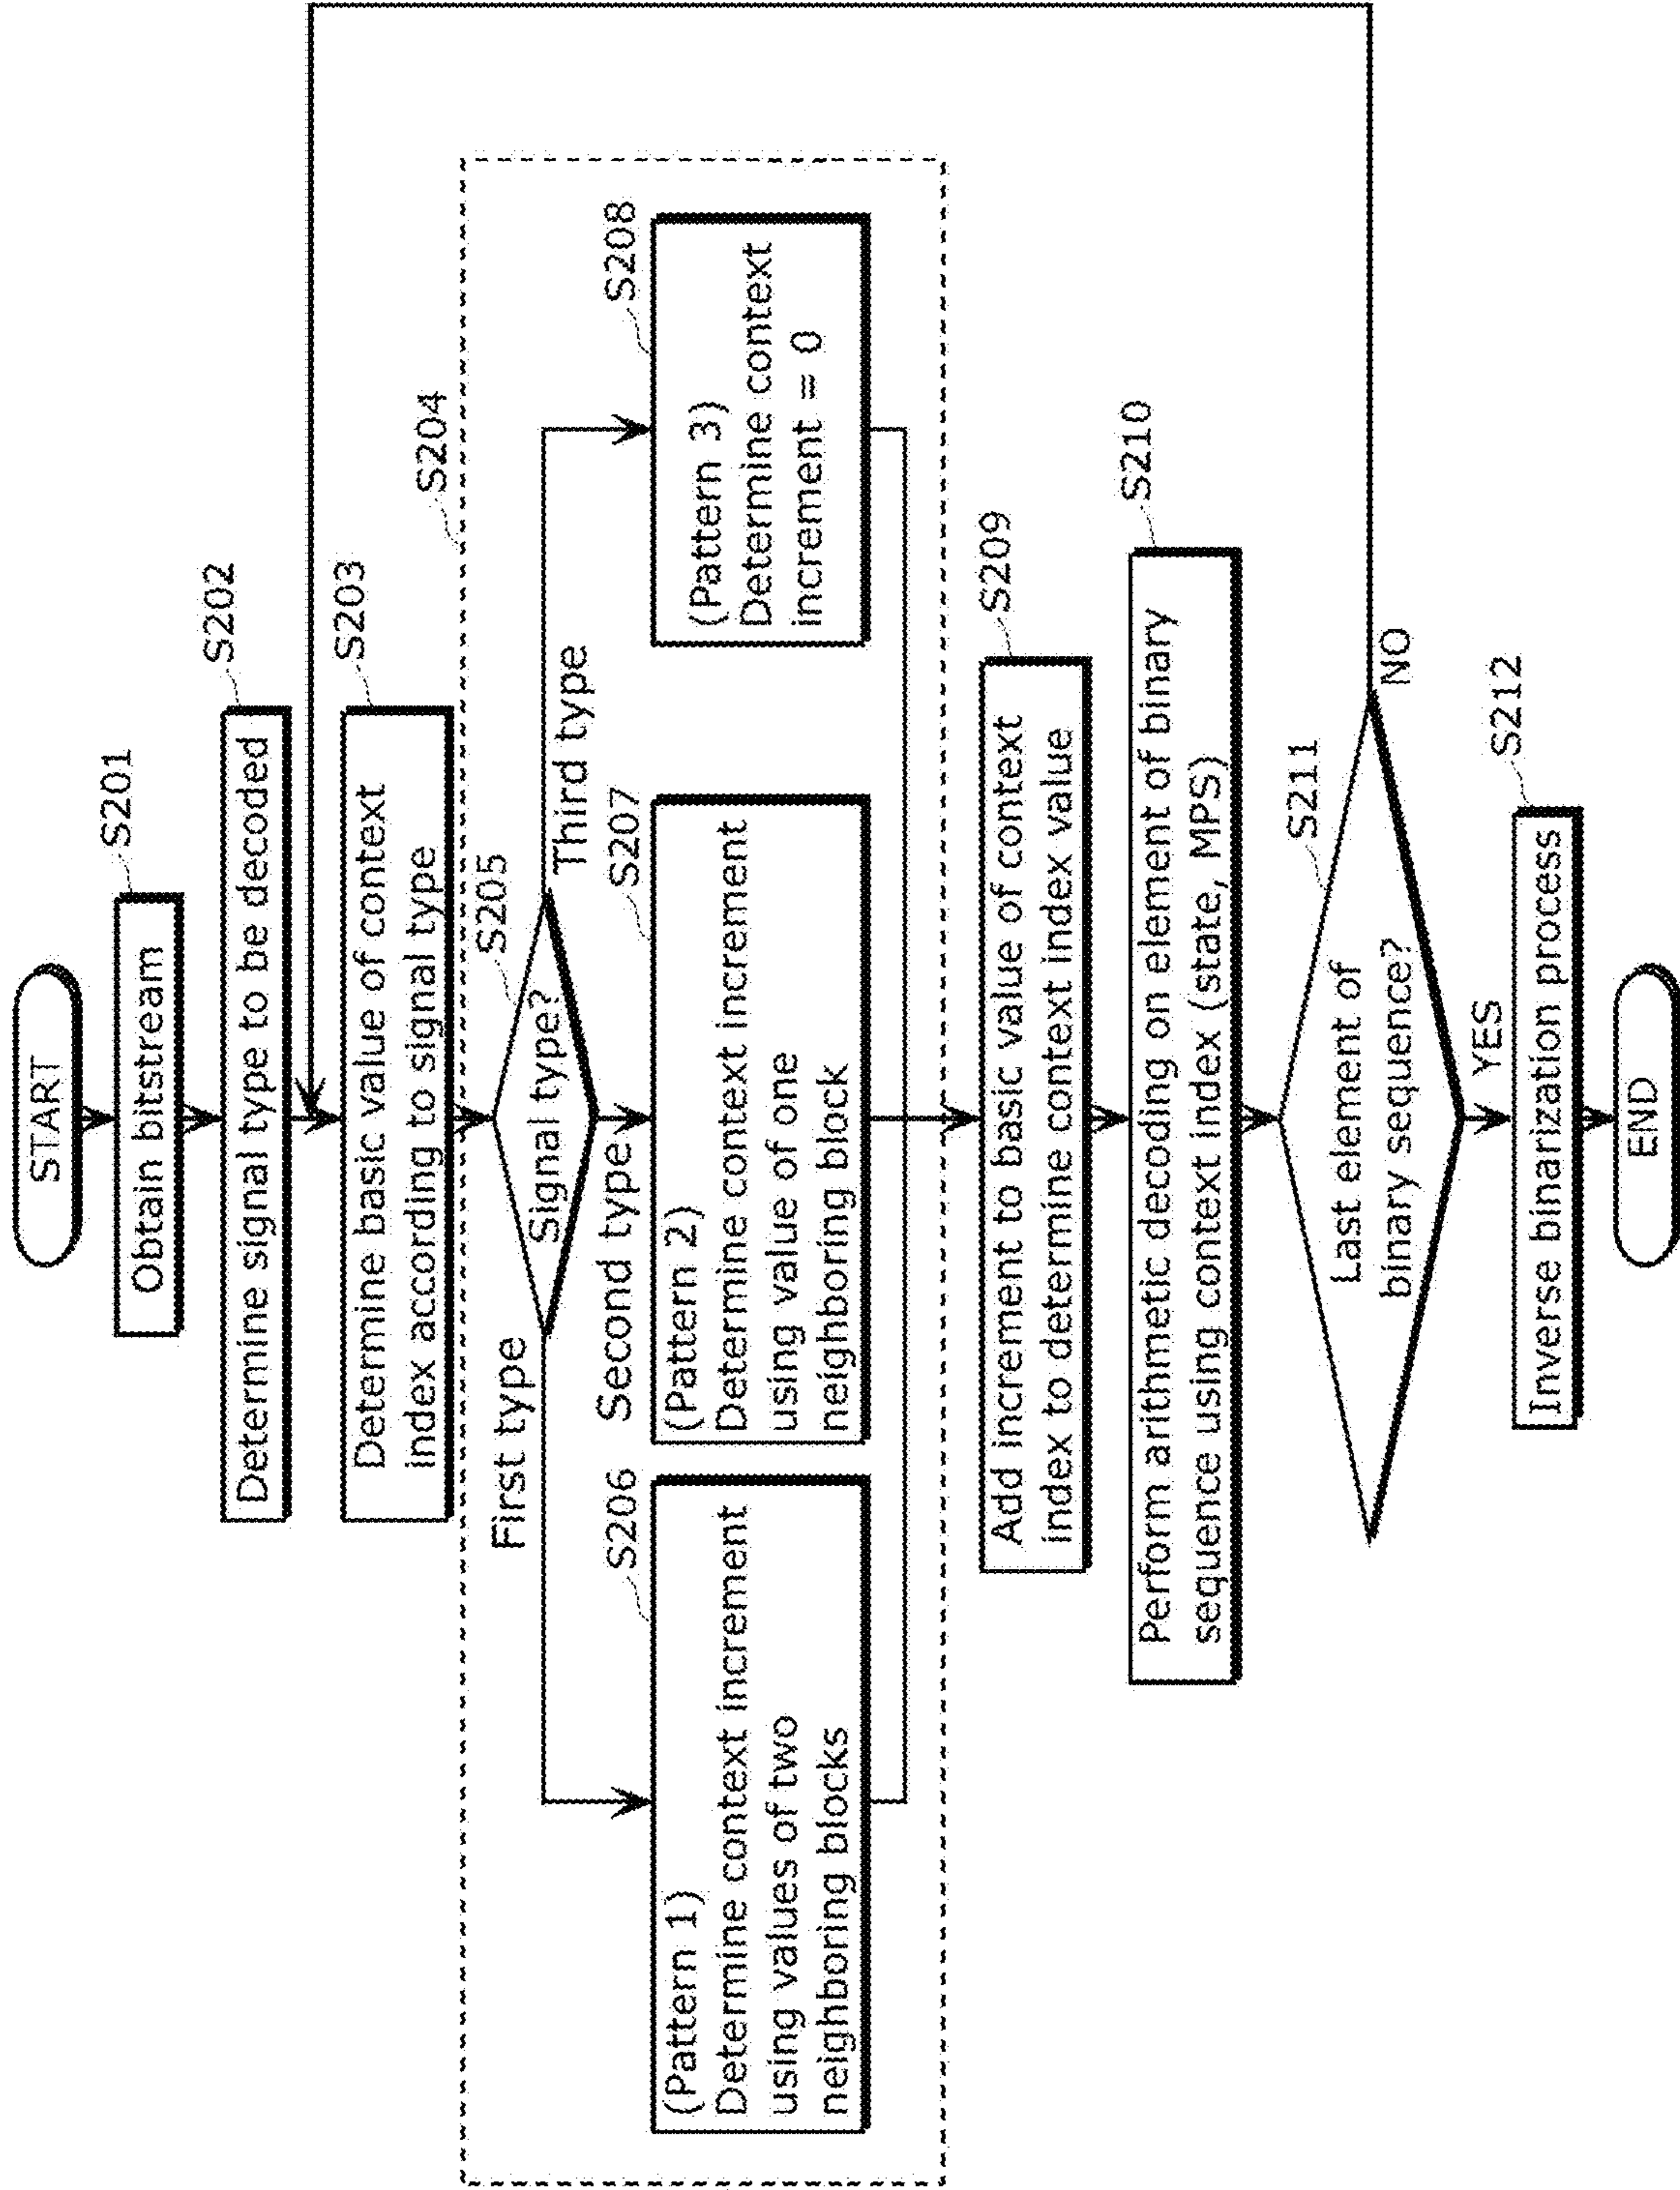 START
S201
Obtain bitstream
S202
Determine signal type to be decoded
S203
Determine basic value of context
index according to signal type
S204
S205
Signal type?
First type
Second type
Third type
S206
(Pattern 1)
Determine context increment
using values of two
neighboring blocks
S207
(Pattern 2)
Determine context increment
using value of one
neighboring block
S208
(Pattern 3)
Determine context
increment = 0
S209
Add increment to basic value of context
index to determine context index value
S210
Perform arithmetic decoding on element of binary
sequence using context index (state, MPS)
S211
Last element of
binary sequence?
NO
YES
S212
Inverse binarization process
END